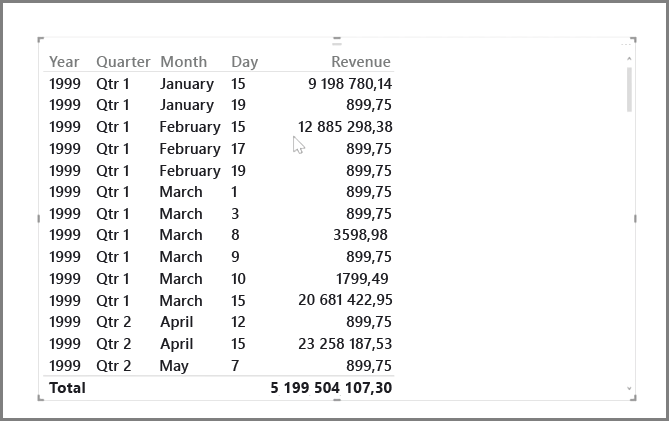 Year Quarter Month Day Revenue
1999 Qtr 1 January 15 9 198 780,14
1999 Qtr 1 January 19 899,75
1999 Qtr 1 February 15 12 885 298,38
1999 Qtr 1 February 17 899,75
1999 Qtr 1 February 19 899,75
1999 Qtr 1 March 1 899,75
1999 Qtr 1 March 3 899,75
1999 Qtr 1 March 8 3598,98
1999 Qtr 1 March 9 899,75
1999 Qtr 1 March 10 1799,49
1999 Qtr 1 March 15 20 681 422,95
1999 Qtr 2 April 12 899,75
1999 Qtr 2 April 15 23 258 187,53
1999 Qtr 2 May 7 899,75
Total 5 199 504 107,30